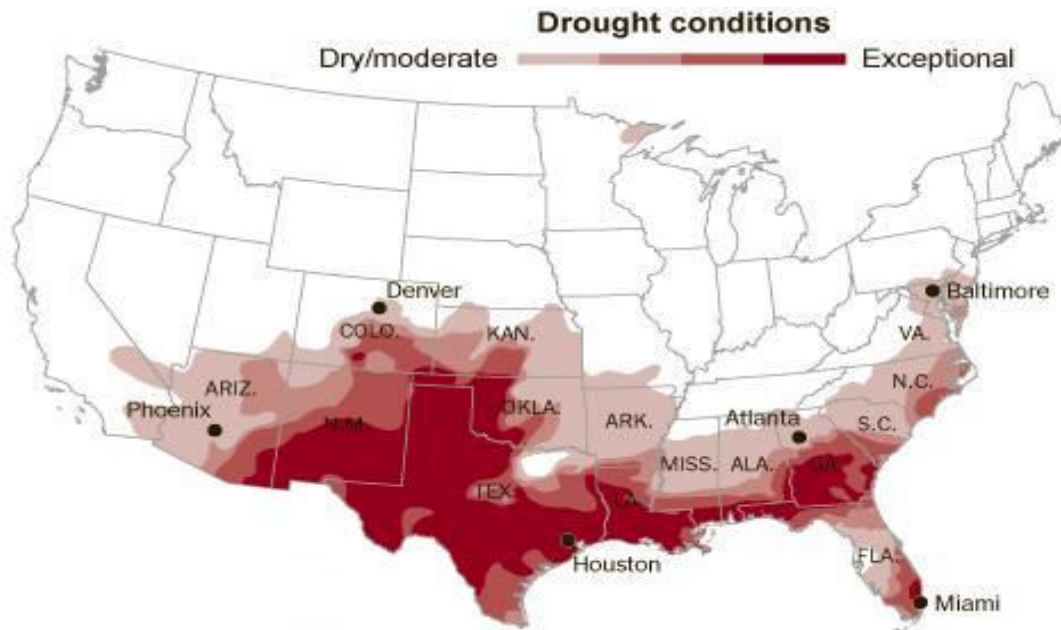 Drought conditions
Dry/moderate Exceptional
Denver
COLO.
KAN.
Baltimore
VA.
ARIZ.
N.C.
Phoenix
N.M.
OKLA.
ARK.
Atlanta
S.C.
MISS.
ALA.
GA.
TEX.
LA.
Houston
FLA.
Miami